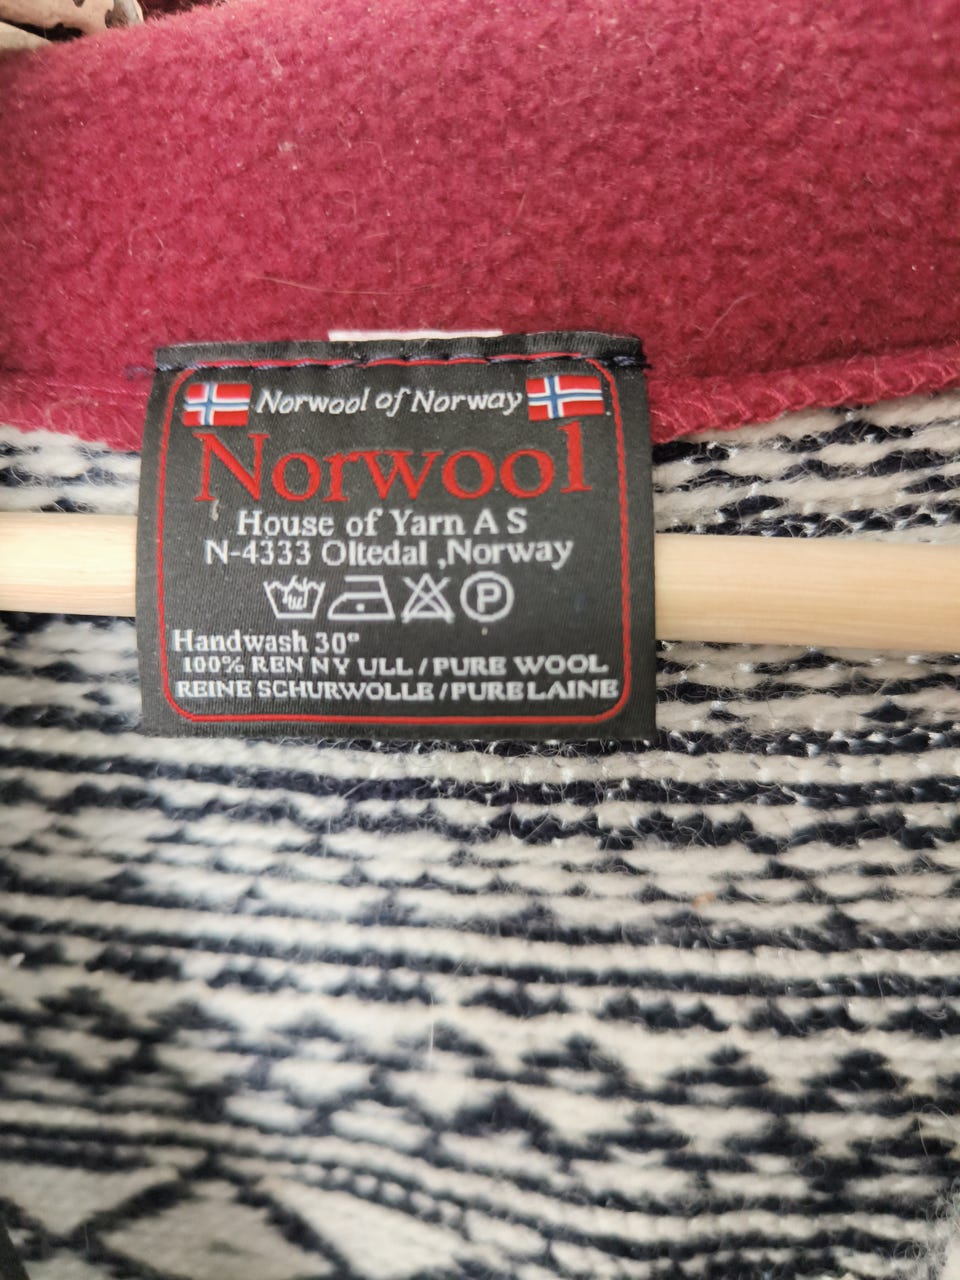 Norwool of Norway
Norwool
House of Yarn A S
N-4333 Oltedal ,Norway
P
Handwash 30°
100% REN NY ULL / PURE WOOL
REINE SCHURWOLLE / PURE LAINE